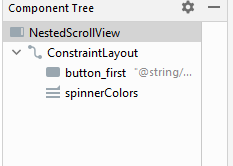 Component Tree
NestedScrollView
ConstraintLayout
button_first "@string/...
spinnerColors